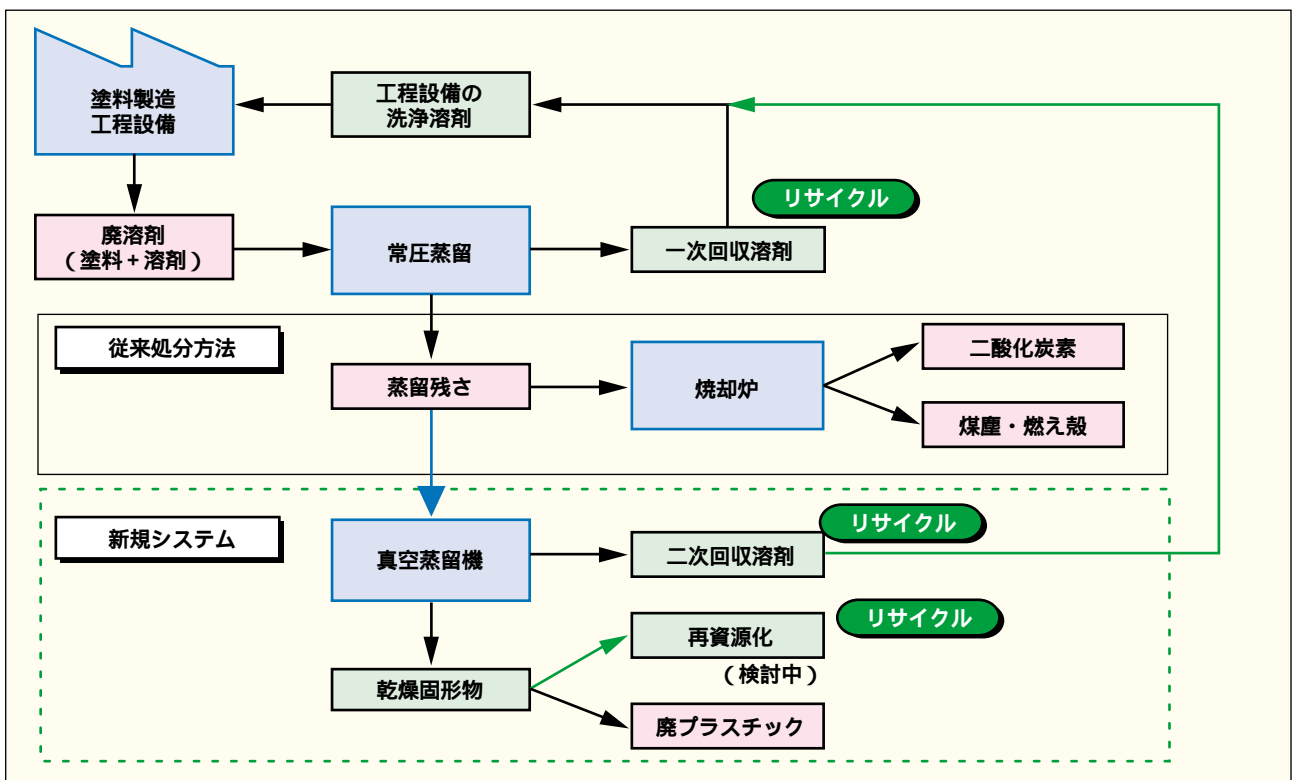 塗料製造
工程設備
工程設備の
洗浄溶剤
リサイクル
廃溶剤
(塗料+溶剤)
常圧蒸留
一次回収溶剤
従来処分方法
二酸化炭素
蒸留残さ
焼却炉
煤塵・燃え殻
新規システム
リサイクル
真空蒸留機
二次回収溶剤
リサイクル
再資源化
(検討中)
乾燥固形物
廃プラスチック